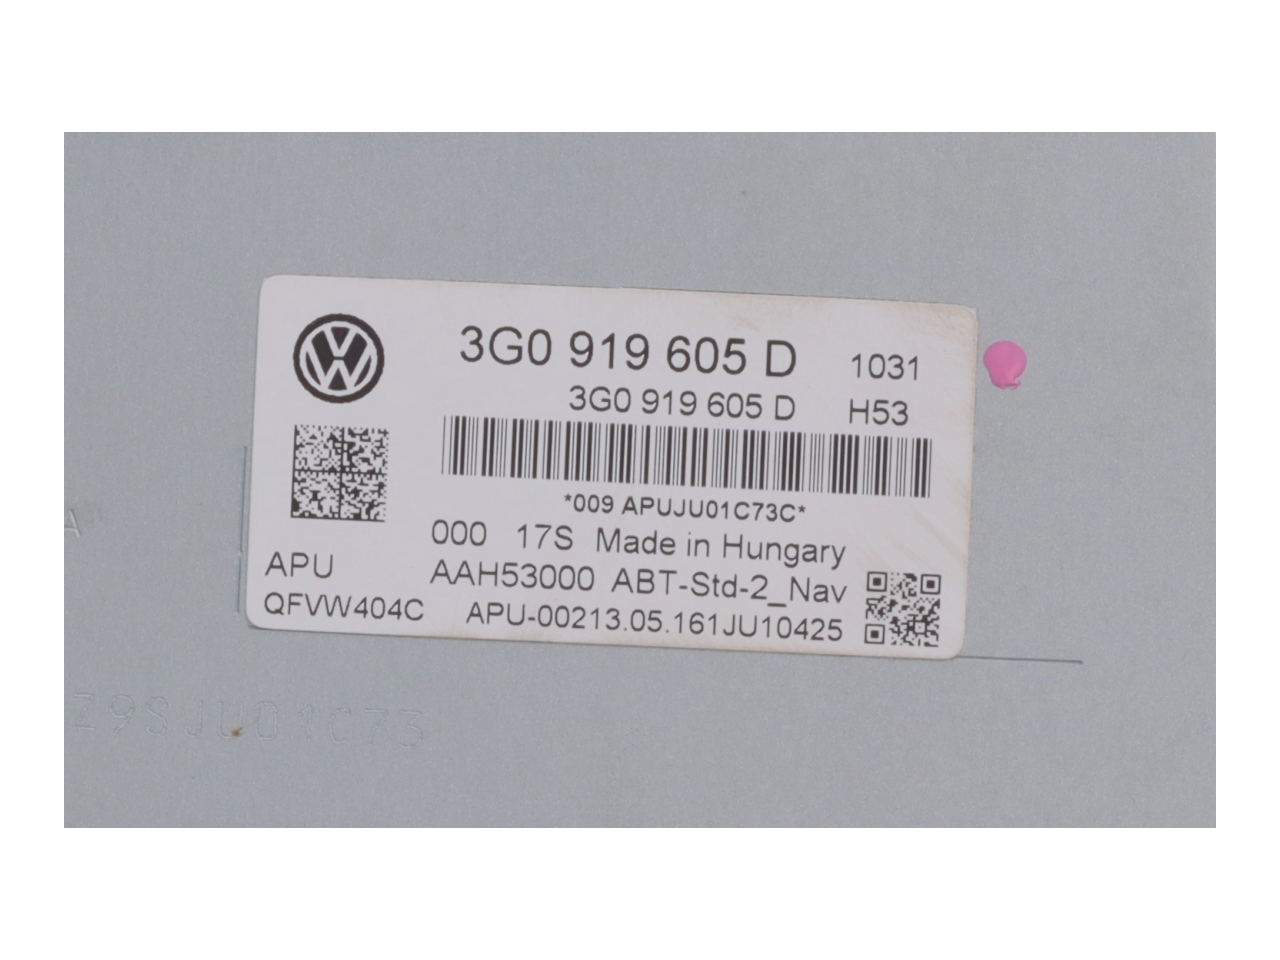 3G0 919 605 D 1031
3G0 919 605 D H53
*009 APUJU01C73C*
000 17S Made in Hungary
APU AAH53000 ABT-Std-2_Nav
QFVW404C APU-00213.05.161JU10425
A
Z9SJU01C73